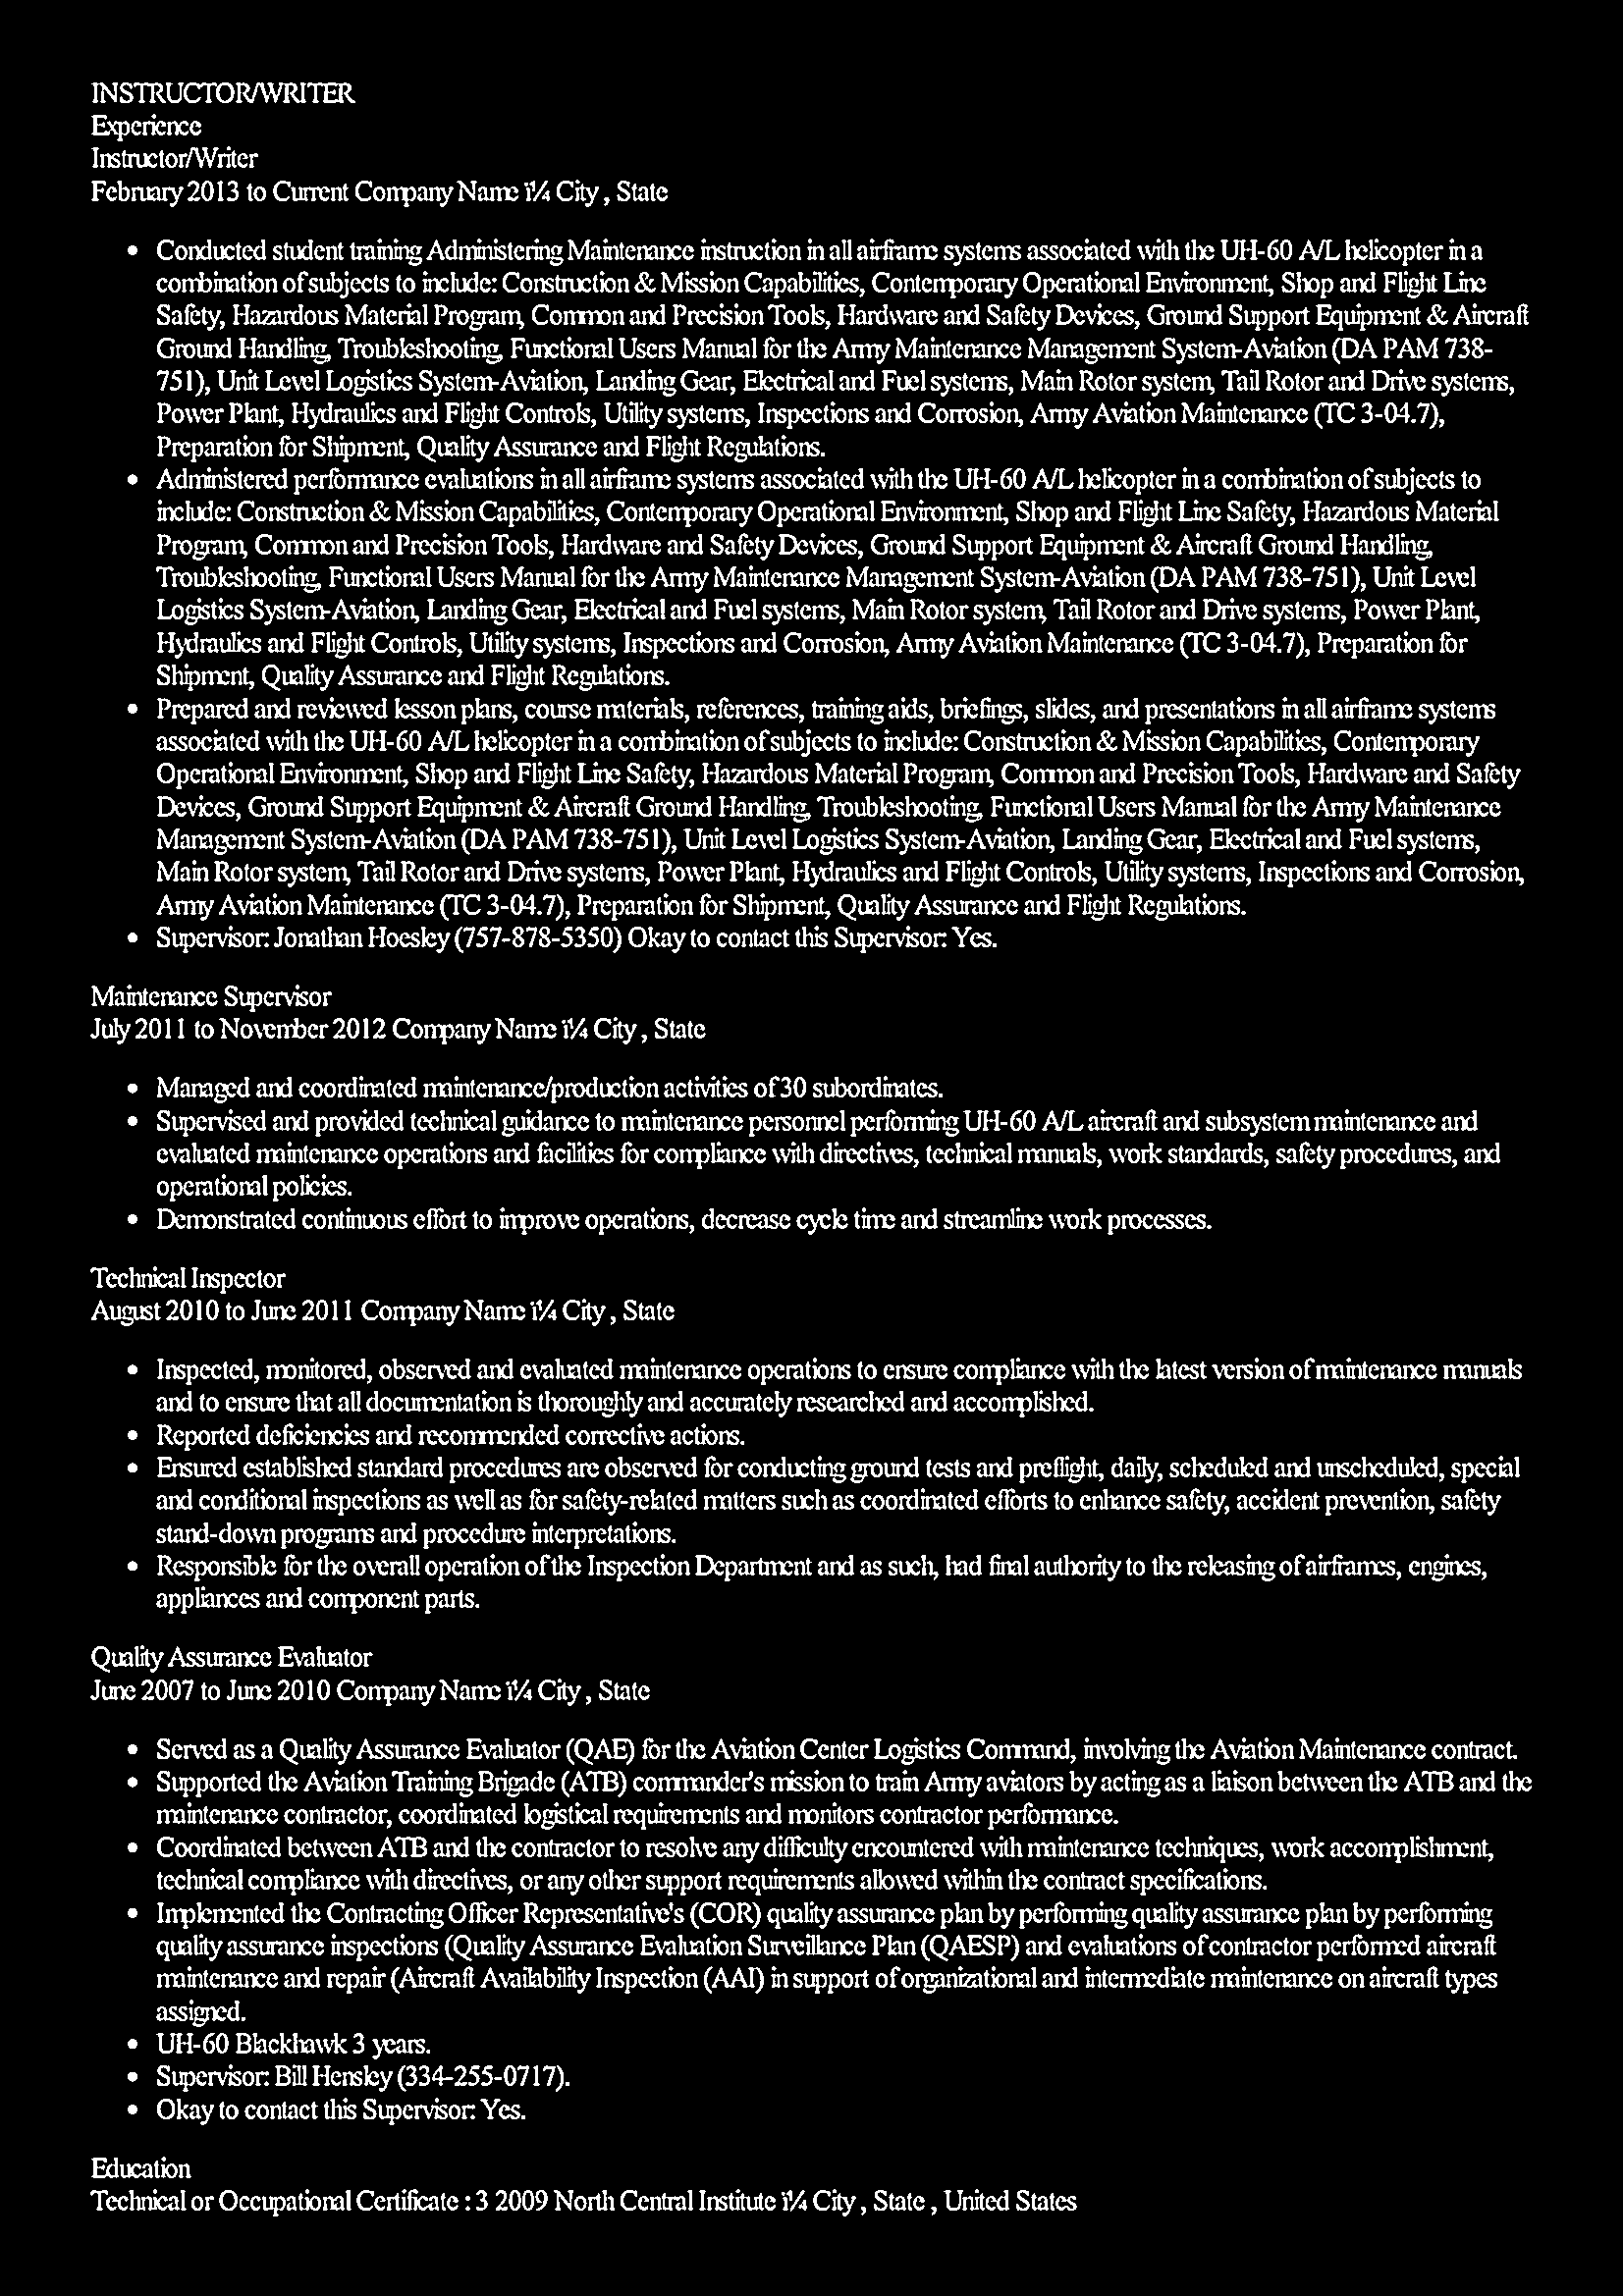 INSTRUCTOR/WRITER
Experience
Instructor/Writer
February 2013 to Current Company Name ï¼ City , State
• Conducted student training Administering Maintenance instruction in all airframe systems associated with the UH-60 A/L helicopter in a
combination of subjects to include: Construction & Mission Capabilities, Contemporary Operational Environment, Shop and Flight Line
Safety, Hazardous Material Program, Common and Precision Tools, Hardware and Safety Devices, Ground Support Equipment & Aircraft
Ground Handling, Troubleshooting, Functional Users Manual for the Army Maintenance Management System-Aviation (DA PAM 738-
751), Unit Level Logistics System-Aviation, Landing Gear, Electrical and Fuel systems, Main Rotor system, Tail Rotor and Drive systems,
Power Plant, Hydraulics and Flight Controls, Utility systems, Inspections and Corrosion, Army Aviation Maintenance (TC 3-04.7),
Preparation for Shipment, Quality Assurance and Flight Regulations.
• Administered performance evaluations in all airframe systems associated with the UH-60 A/L helicopter in a combination of subjects to
include: Construction & Mission Capabilities, Contemporary Operational Environment, Shop and Flight Line Safety, Hazardous Material
Program, Common and Precision Tools, Hardware and Safety Devices, Ground Support Equipment & Aircraft Ground Handling,
Troubleshooting, Functional Users Manual for the Army Maintenance Management System-Aviation (DA PAM 738-751), Unit Level
Logistics System-Aviation, Landing Gear, Electrical and Fuel systems, Main Rotor system, Tail Rotor and Drive systems, Power Plant,
Hydraulics and Flight Controls, Utility systems, Inspections and Corrosion, Army Aviation Maintenance (TC 3-04.7), Preparation for
Shipment, Quality Assurance and Flight Regulations.
• Prepared and reviewed lesson plans, course materials, references, training aids, briefings, slides, and presentations in all airframe systems
associated with the UH-60 A/L helicopter in a combination of subjects to include: Construction & Mission Capabilities, Contemporary
Operational Environment, Shop and Flight Line Safety, Hazardous Material Program, Common and Precision Tools, Hardware and Safety
Devices, Ground Support Equipment & Aircraft Ground Handling, Troubleshooting, Functional Users Manual for the Army Maintenance
Management System-Aviation (DA PAM 738-751), Unit Level Logistics System-Aviation, Landing Gear, Electrical and Fuel systems,
Main Rotor system, Tail Rotor and Drive systems, Power Plant, Hydraulics and Flight Controls, Utility systems, Inspections and Corrosion,
Army Aviation Maintenance (TC 3-04.7), Preparation for Shipment, Quality Assurance and Flight Regulations.
• Supervisor: Jonathan Hoesley (757-878-5350) Okay to contact this Supervisor: Yes.
Maintenance Supervisor
July 2011 to November 2012 Company Name ï¼ City , State
• Managed and coordinated maintenance/production activities of 30 subordinates.
• Supervised and provided technical guidance to maintenance personnel performing UH-60 A/L aircraft and subsystem maintenance and
evaluated maintenance operations and facilities for compliance with directives, technical manuals, work standards, safety procedures, and
operational policies.
• Demonstrated continuous effort to improve operations, decrease cycle time and streamline work processes.
Technical Inspector
August 2010 to June 2011 Company Name ï¼ City , State
• Inspected, monitored, observed and evaluated maintenance operations to ensure compliance with the latest version of maintenance manuals
and to ensure that all documentation is thoroughly and accurately researched and accomplished.
• Reported deficiencies and recommended corrective actions.
• Ensured established standard procedures are observed for conducting ground tests and preflight, daily, scheduled and unscheduled, special
and conditional inspections as well as for safety-related matters such as coordinated efforts to enhance safety, accident prevention, safety
stand-down programs and procedure interpretations.
• Responsible for the overall operation of the Inspection Department and as such, had final authority to the releasing of airframes, engines,
appliances and component parts.
Quality Assurance Evaluator
June 2007 to June 2010 Company Name ï¼ City , State
• Served as a Quality Assurance Evaluator (QAE) for the Aviation Center Logistics Command, involving the Aviation Maintenance contract.
• Supported the Aviation Training Brigade (ATB) commander's mission to train Army aviators by acting as a liaison between the ATB and the
maintenance contractor, coordinated logistical requirements and monitors contractor performance.
• Coordinated between ATB and the contractor to resolve any difficulty encountered with maintenance techniques, work accomplishment,
technical compliance with directives, or any other support requirements allowed within the contract specifications.
• Implemented the Contracting Officer Representative's (COR) quality assurance plan by performing quality assurance plan by performing
quality assurance inspections (Quality Assurance Evaluation Surveillance Plan (QAESP) and evaluations of contractor performed aircraft
maintenance and repair (Aircraft Availability Inspection (AAI) in support of organizational and intermediate maintenance on aircraft types
assigned.
• UH-60 Blackhawk 3 years.
• Supervisor: Bill Hensley (334-255-0717).
• Okay to contact this Supervisor: Yes.
Education
Technical or Occupational Certificate : 3 2009 North Central Institute ï¼ City , State , United States